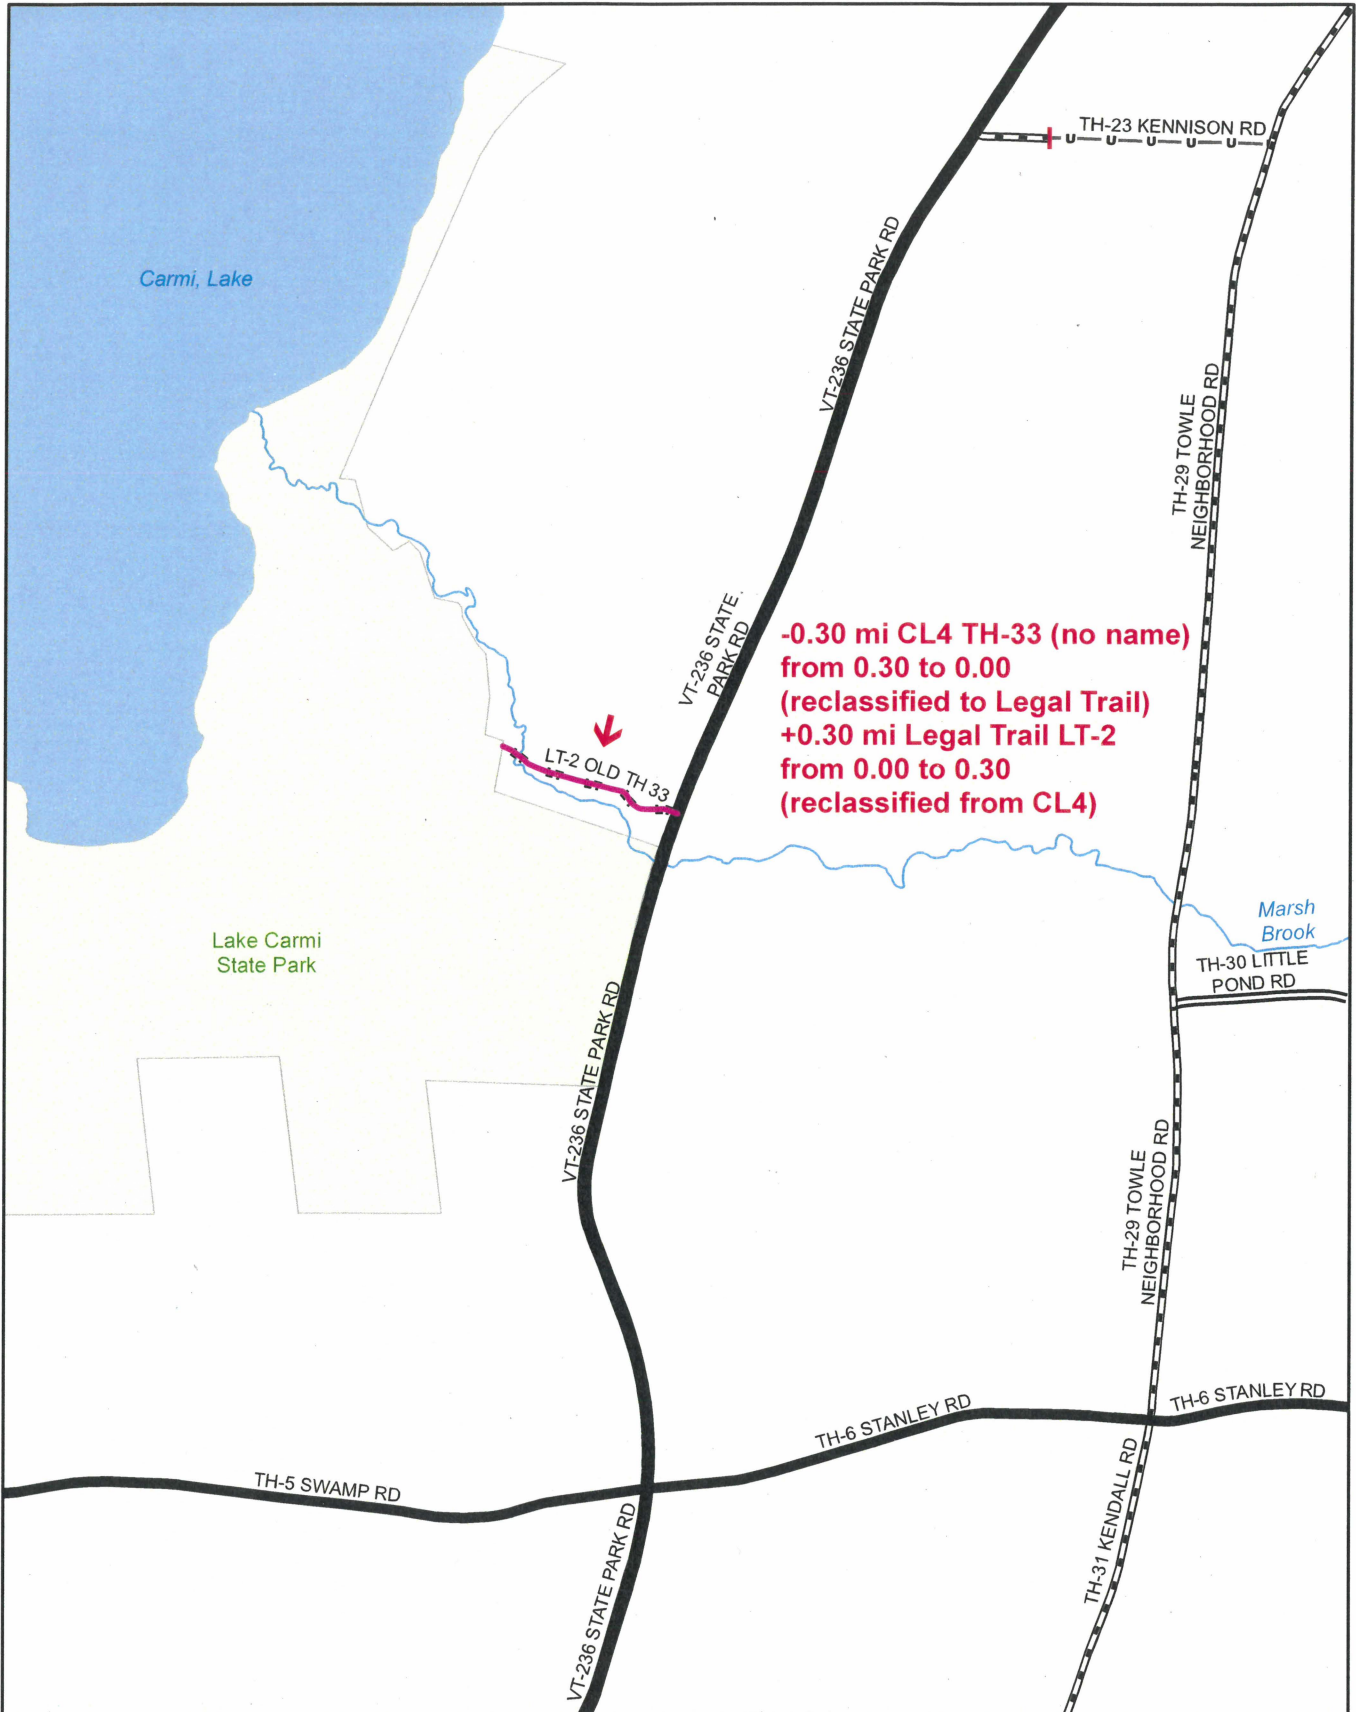 TH-23 KENNISON RD
U U U U U
VT-236 STATE PARK RD
Carmi, Lake
TH-29 TOWLE
NEIGHBORHOOD RD
VT-236 STATE
PARK RD
-0.30 mi CL4 TH-33 (no name)
from 0.30 to 0.00
(reclassified to Legal Trail)
+0.30 mi Legal Trail LT-2
from 0.00 to 0.30
(reclassified from CL4)
LT-2 OLD TH 33
Marsh
Brook
Lake Carmi
State Park
TH-30 LITTLE
POND RD
VT-236 STATE PARK RD
TH-29 TOWLE
NEIGHBORHOOD RD
TH-6 STANLEY RD
TH-6 STANLEY RD
TH-5 SWAMP RD
TH-31 KENDALL RD
VT-236 STATE PARK RD